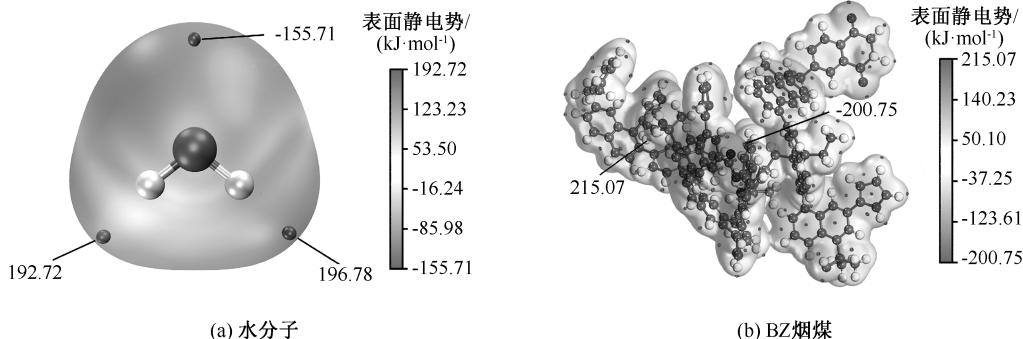 表面静电势/
(kJ·mol⁻¹)
-155.71
192.72
123.23
53.50
-16.24
-85.98
-155.71
192.72
196.78
(a) 水分子
表面静电势/
(kJ·mol⁻¹)
215.07
140.23
50.10
-37.25
-123.61
-200.75
-200.75
215.07
(b) BZ烟煤